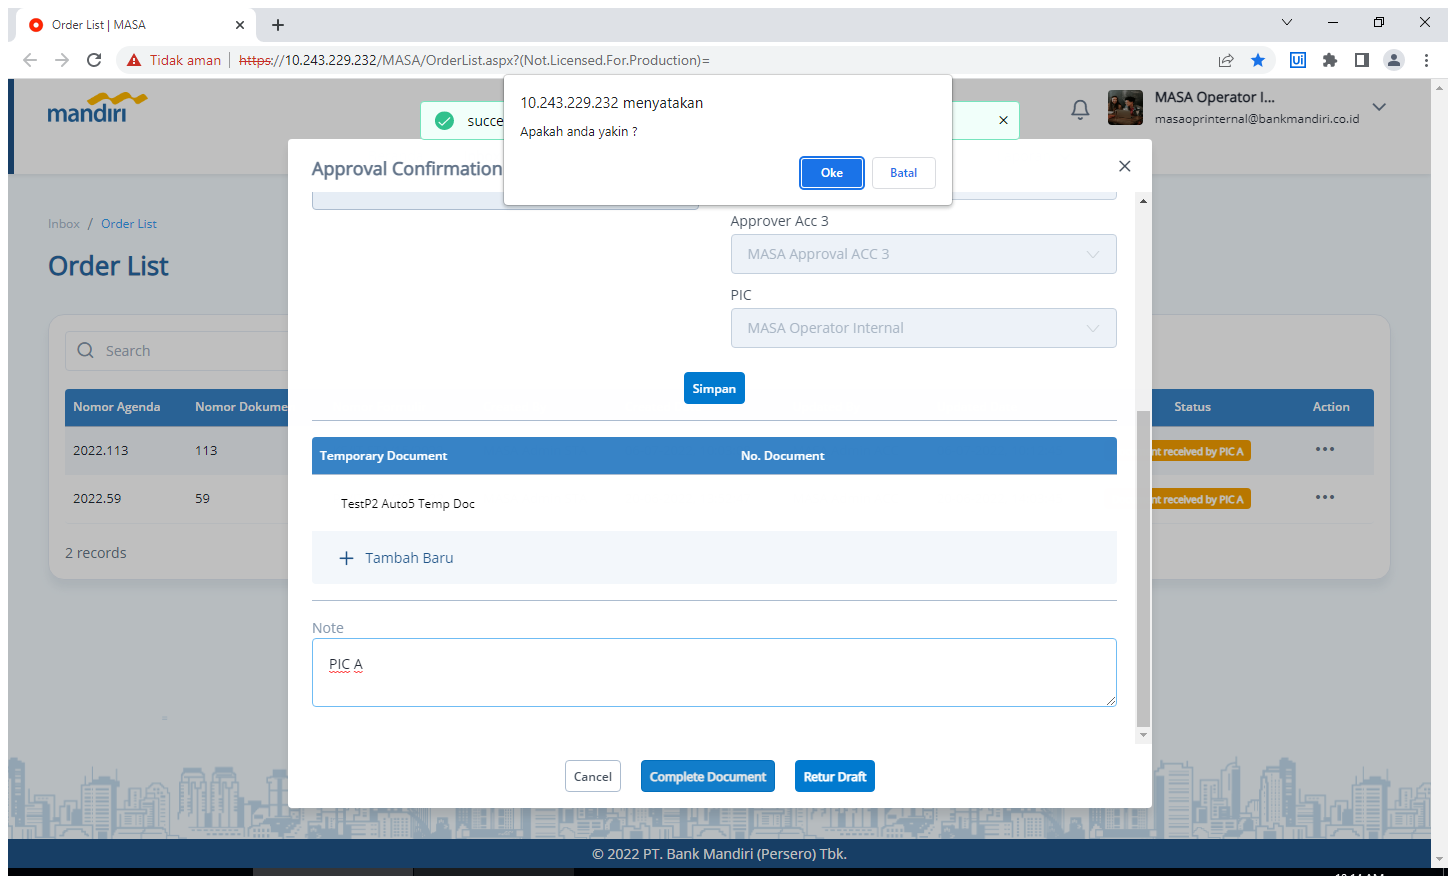 Order List | MASA
Tidak aman
https://10.243.229.232/MASA/OrderList.aspx?(Not.Licensed.For.Production)=
mandiri
succe
10.243.229.232 menyatakan
Apakah anda yakin ?
Oke
Batal
MASA Operator I...
masaoprinternal@bankmandiri.co.id
Approval Confirmation
Inbox / Order List
Order List
Search
Nomor Agenda
Nomor Dokume
Status
Action
2022.113
113
nt received by PIC A
2022.59
59
nt received by PIC A
2 records
Approver Acc 3
MASA Approval ACC 3
PIC
MASA Operator Internal
Simpan
Temporary Document
No. Document
TestP2 Auto5 Temp Doc
Tambah Baru
Note
PIC A
Cancel
Complete Document
Retur Draft
© 2022 PT. Bank Mandiri (Persero) Tbk.